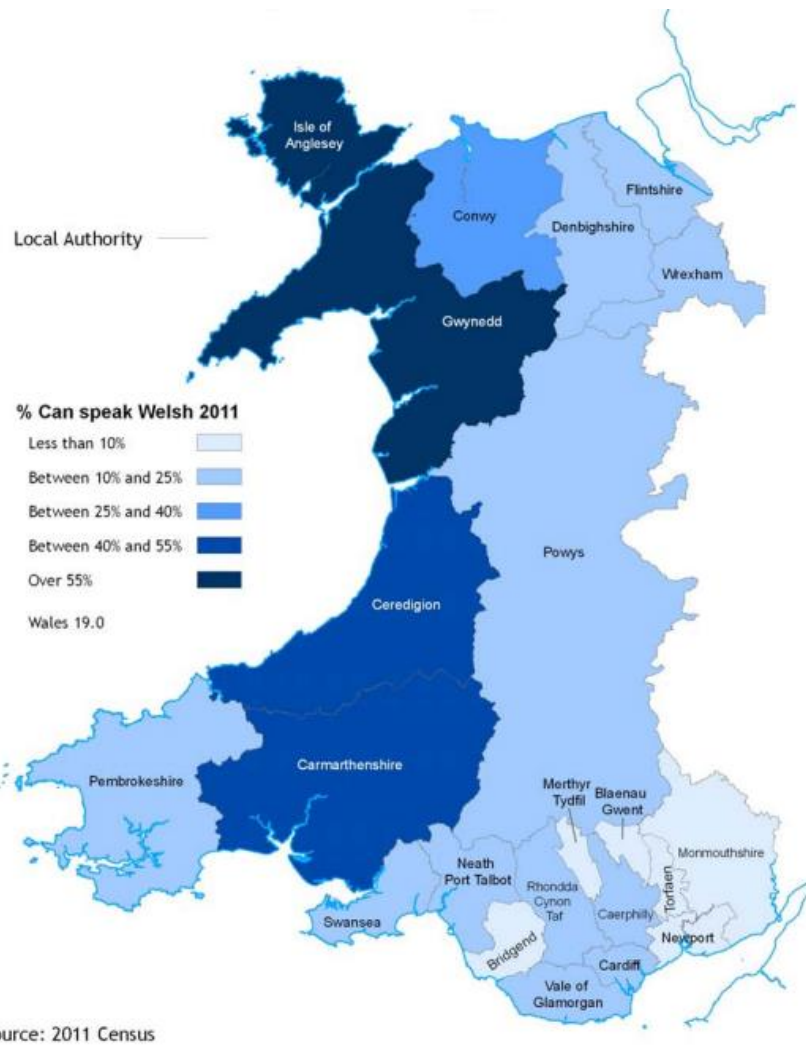 Isle of
Anglesey
Flintshire
Conwy
Denbighshire
Local Authority
Wrexham
Gwynedd
% Can speak Welsh 2011
Less than 10%
Between 10% and 25%
Between 25% and 40%
Between 40% and 55%
Over 55%
Wales 19.0
Powys
Ceredigion
Carmarthenshire
Pembrokeshire
Merthyr
Tydfil
Blaenau
Gwent
Monmouthshire
Neath
Port Talbot
Rhondda
Cynon
Taf
Torfaen
Caerphilly
Swansea
Bridgend
Newport
Cardiff
Vale of
Glamorgan
ource: 2011 Census